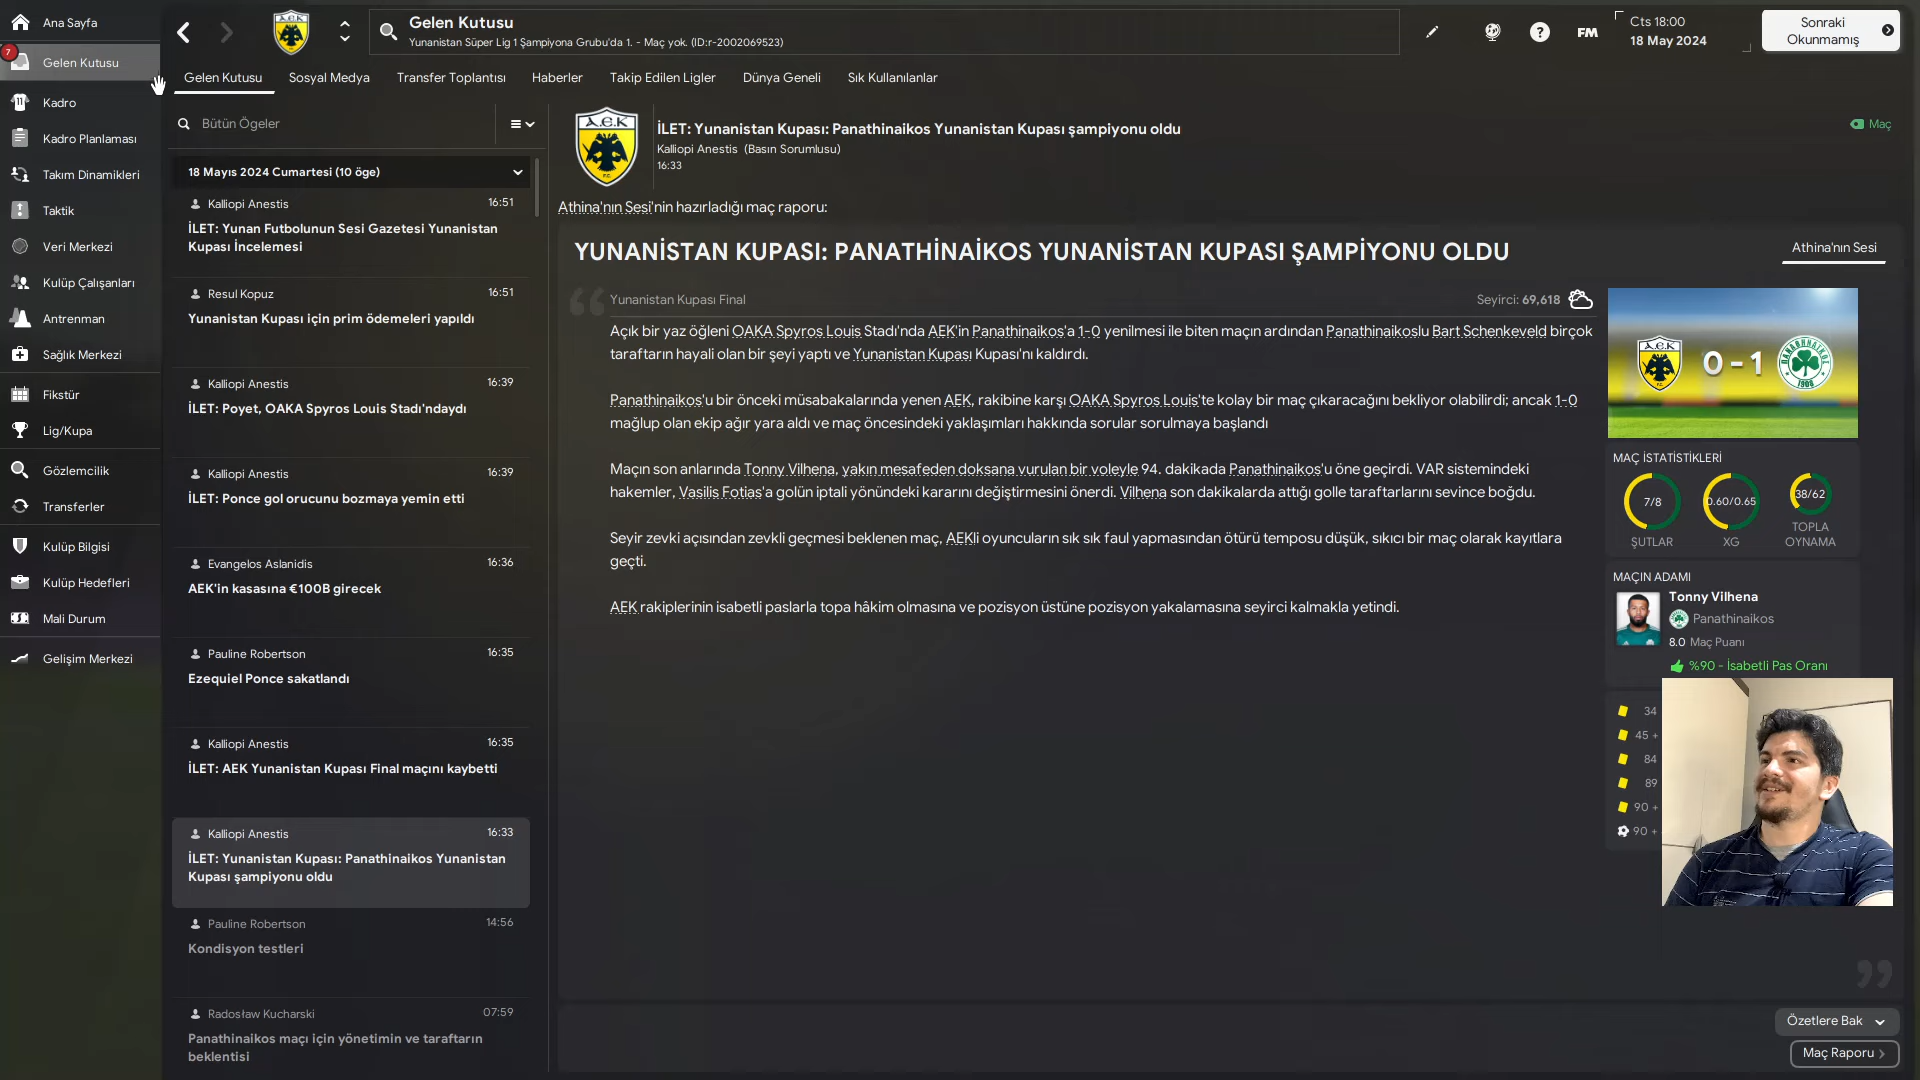 Ana Sayfa
7
Gelen Kutusu
Kadro
Kadro Planlaması
Takım Dinamikleri
Taktik
Veri Merkezi
Kulüp Çalışanları
Antrenman
Sağlık Merkezi
Fikstür
Lig/Kupa
Gözlemcilik
Transferler
Kulüp Bilgisi
Kulüp Hedefleri
Mali Durum
Gelişim Merkezi
Gelen Kutusu
Yunanistan Süper Lig 1 Şampiyona Grubu'da 1. - Maç yok. (ID:r-2002069523)
FM
Cts 18:00
18 May 2024
Sonraki
Okunmamış
Gelen Kutusu
Sosyal Medya
Transfer Toplantısı
Haberler
Takip Edilen Ligler
Dünya Geneli
Sık Kullanılanlar
Bütün Ögeler
18 Mayıs 2024 Cumartesi (10 öge)
Kalliopi Anestis 16:51
İLET: Yunan Futbolunun Sesi Gazetesi Yunanistan
Kupası İncelemesi
Resul Kopuz 16:51
Yunanistan Kupası için prim ödemeleri yapıldı
Kalliopi Anestis 16:39
İLET: Poyet, OAKA Spyros Louis Stadı'ndaydı
Kalliopi Anestis 16:39
İLET: Ponce gol orucunu bozmaya yemin etti
Evangelos Aslanidis 16:36
AEK'in kasasına €100B girecek
Pauline Robertson 16:35
Ezequiel Ponce sakatlandı
Kalliopi Anestis 16:35
İLET: AEK Yunanistan Kupası Final maçını kaybetti
Kalliopi Anestis 16:33
İLET: Yunanistan Kupası: Panathinaikos Yunanistan
Kupası şampiyonu oldu
Pauline Robertson 14:56
Kondisyon testleri
Radosław Kucharski 07:59
Panathinaikos maçı için yönetimin ve taraftarın
beklentisi
A.E.K
F.C.
İLET: Yunanistan Kupası: Panathinaikos Yunanistan Kupası şampiyonu oldu
Kalliopi Anestis (Basın Sorumlusu)
16:33
Maç
Athina'nın Sesi'nin hazırladığı maç raporu:
YUNANİSTAN KUPASI: PANATHİNAİKOS YUNANİSTAN KUPASI ŞAMPİYONU OLDU
Athina'nın Sesi
Yunanistan Kupası Final
Seyirci: 69,618
Açık bir yaz öğleni OAKA Spyros Louis Stadı'nda AEK'in Panathinaikos'a 1-0 yenilmesi ile biten maçın ardından Panathinaikoslu Bart Schenkeveld birçok
taraftarın hayali olan bir şeyi yaptı ve Yunanistan Kupası Kupası'nı kaldırdı.
Panathinaikos'u bir önceki müsabakalarında yenen AEK, rakibine karşı OAKA Spyros Louis'te kolay bir maç çıkaracağını bekliyor olabilirdi; ancak 1-0
mağlup olan ekip ağır yara aldı ve maç öncesindeki yaklaşımları hakkında sorular sorulmaya başlandı
Maçın son anlarında Tonny Vilhena, yakın mesafeden doksana vurulan bir voleyle 94. dakikada Panathinaikos'u öne geçirdi. VAR sistemindeki
hakemler, Vasilis Fotias'a golün iptali yönündeki kararını değiştirmesini önerdi. Vilhena son dakikalarda attığı golle taraftarlarını sevince boğdu.
Seyir zevki açısından zevkli geçmesi beklenen maç, AEKli oyuncuların sık sık faul yapmasından ötürü temposu düşük, sıkıcı bir maç olarak kayıtlara
geçti.
AEK rakiplerinin isabetli paslarla topa hâkim olmasına ve pozisyon üstüne pozisyon yakalamasına seyirci kalmakla yetindi.
0 - 1
MAÇ İSTATİSTİKLERİ
7/8
0.60/0.65
38/62
ŞUTLAR
XG
TOPLA
OYNAMA
MAÇIN ADAMI
Tonny Vilhena
Panathinaikos
8.0 Maç Puanı
%90 - İsabetli Pas Oranı
34
45 +
84
89
90 +
90 +
Özetlere Bak
Maç Raporu